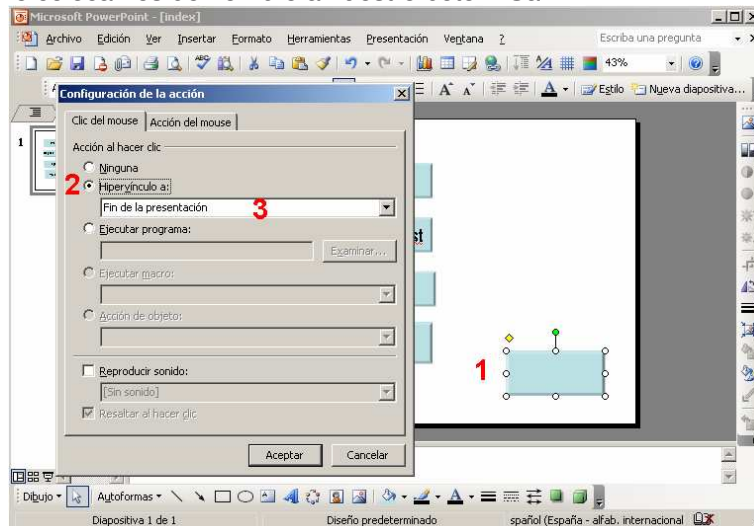 Microsoft PowerPoint - [index]
Archivo Edición Ver Insertar Formato Herramientas Presentación Ventana ? Escriba una pregunta
43%
Estilo Nueva diapositiva...
Configuración de la acción
Clic del mouse Acción del mouse
Acción al hacer clic
Ninguna
2 Hipervínculo a:
Fin de la presentación 3
Ejecutar programa:
Examinar...
Ejecutar macro:
Acción de objeto:
Reproducir sonido:
[Sin sonido]
Resaltar al hacer clic
Aceptar Cancelar
1
st
1
Dibujo Autoformas
Diapositiva 1 de 1 Diseño predeterminado spañol (España - alfab. internacional